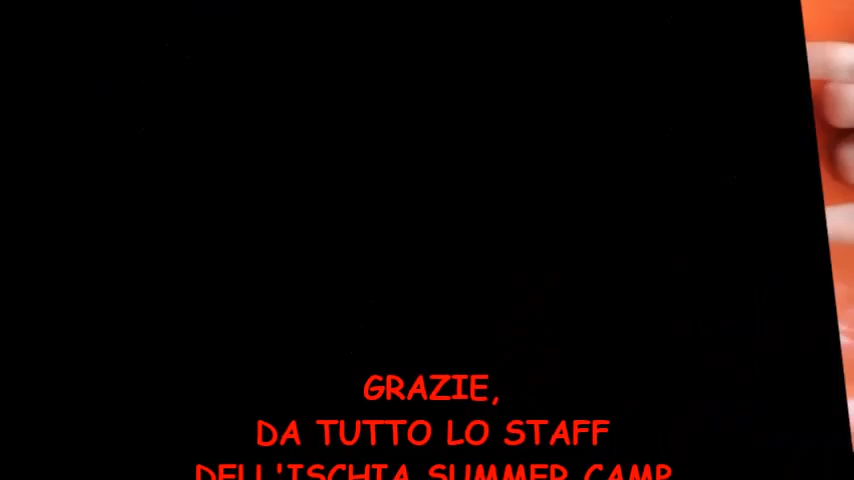 GRAZIE,
DA TUTTO LO STAFF
DELL'ISCHIA SUMMER CAMP